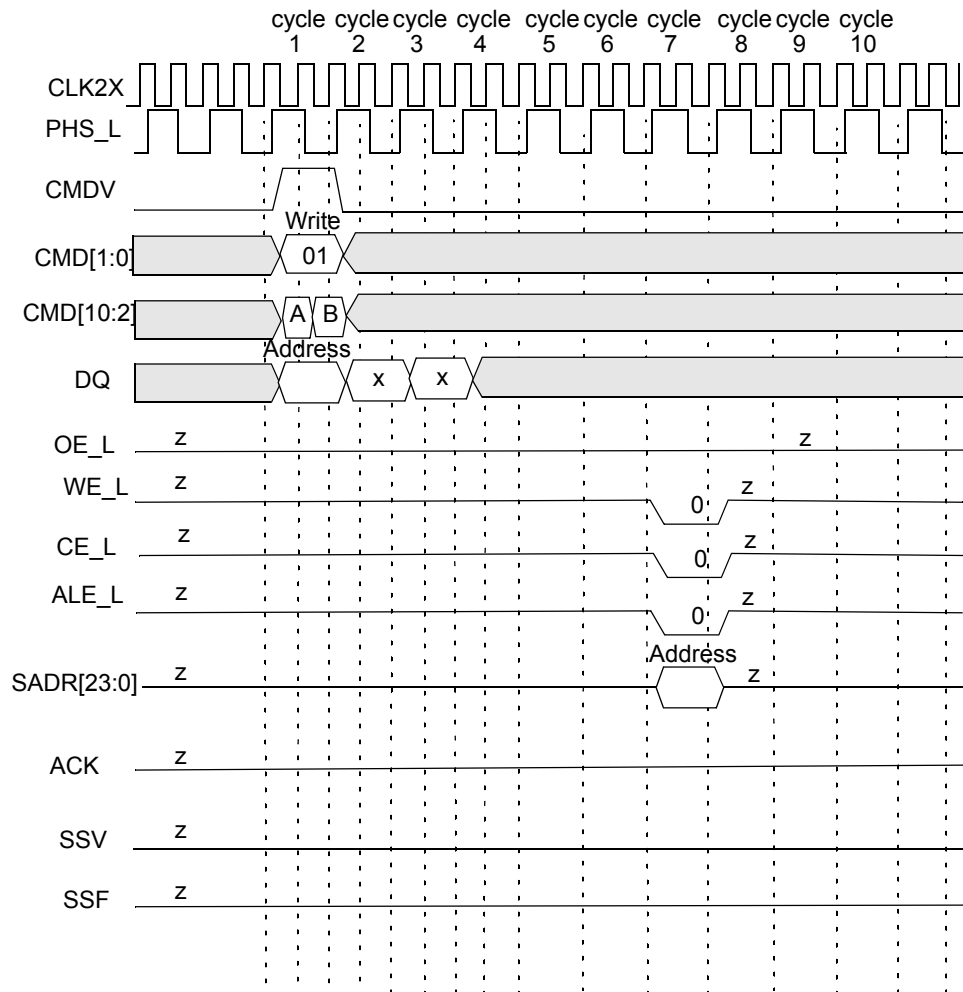 cycle cycle cycle cycle cycle cycle cycle cycle cycle cycle
1 2 3 4 5 6 7 8 9 10
CLK2X
PHS_L
CMDV
Write
CMD[1:0] 01
CMD[10:2] A B
Address
DQ x x
OE_L z z
WE_L z 0 z
CE_L z 0 z
ALE_L z 0 z
Address
SADR[23:0] z z
ACK z
SSV z
SSF z